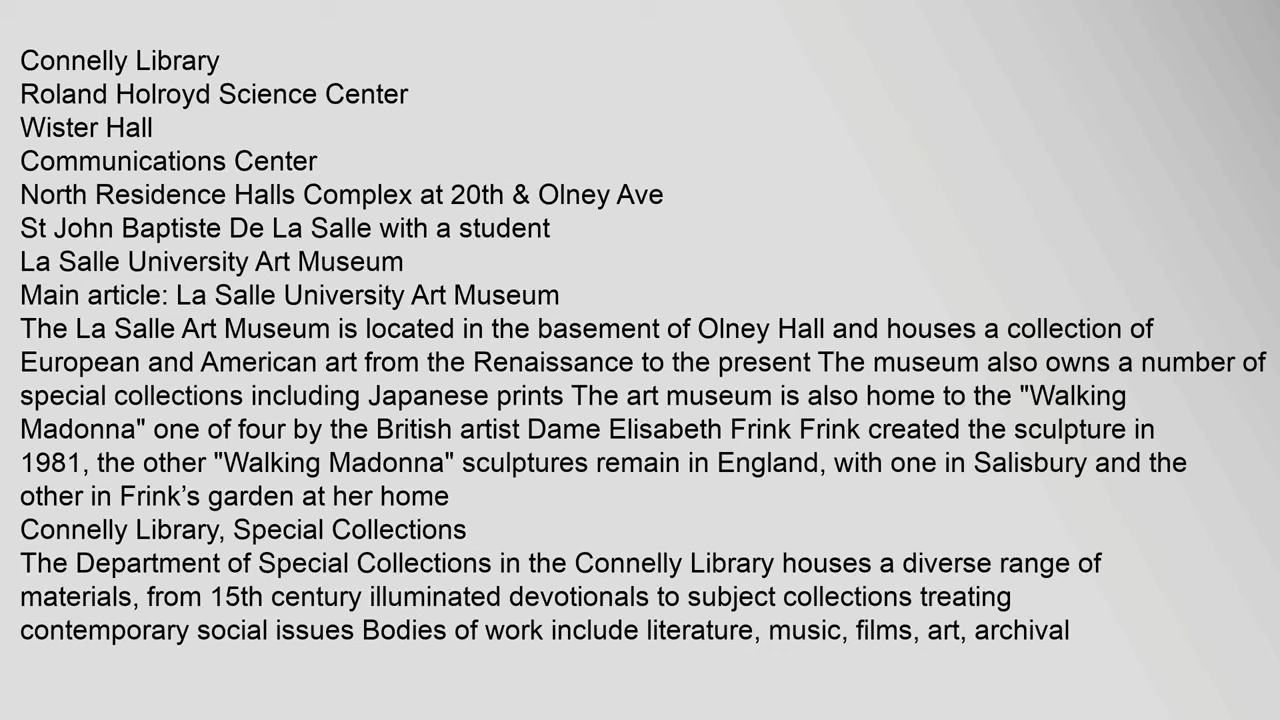 Connelly Library
Roland Holroyd Science Center
Wister Hall
Communications Center
North Residence Halls Complex at 20th & Olney Ave
St John Baptiste De La Salle with a student
La Salle University Art Museum
Main article: La Salle University Art Museum
The La Salle Art Museum is located in the basement of Olney Hall and houses a collection of
European and American art from the Renaissance to the present The museum also owns a number of
special collections including Japanese prints The art museum is also home to the "Walking
Madonna" one of four by the British artist Dame Elisabeth Frink Frink created the sculpture in
1981, the other "Walking Madonna" sculptures remain in England, with one in Salisbury and the
other in Frink’s garden at her home
Connelly Library, Special Collections
The Department of Special Collections in the Connelly Library houses a diverse range of
materials, from 15th century illuminated devotionals to subject collections treating
contemporary social issues Bodies of work include literature, music, films, art, archival